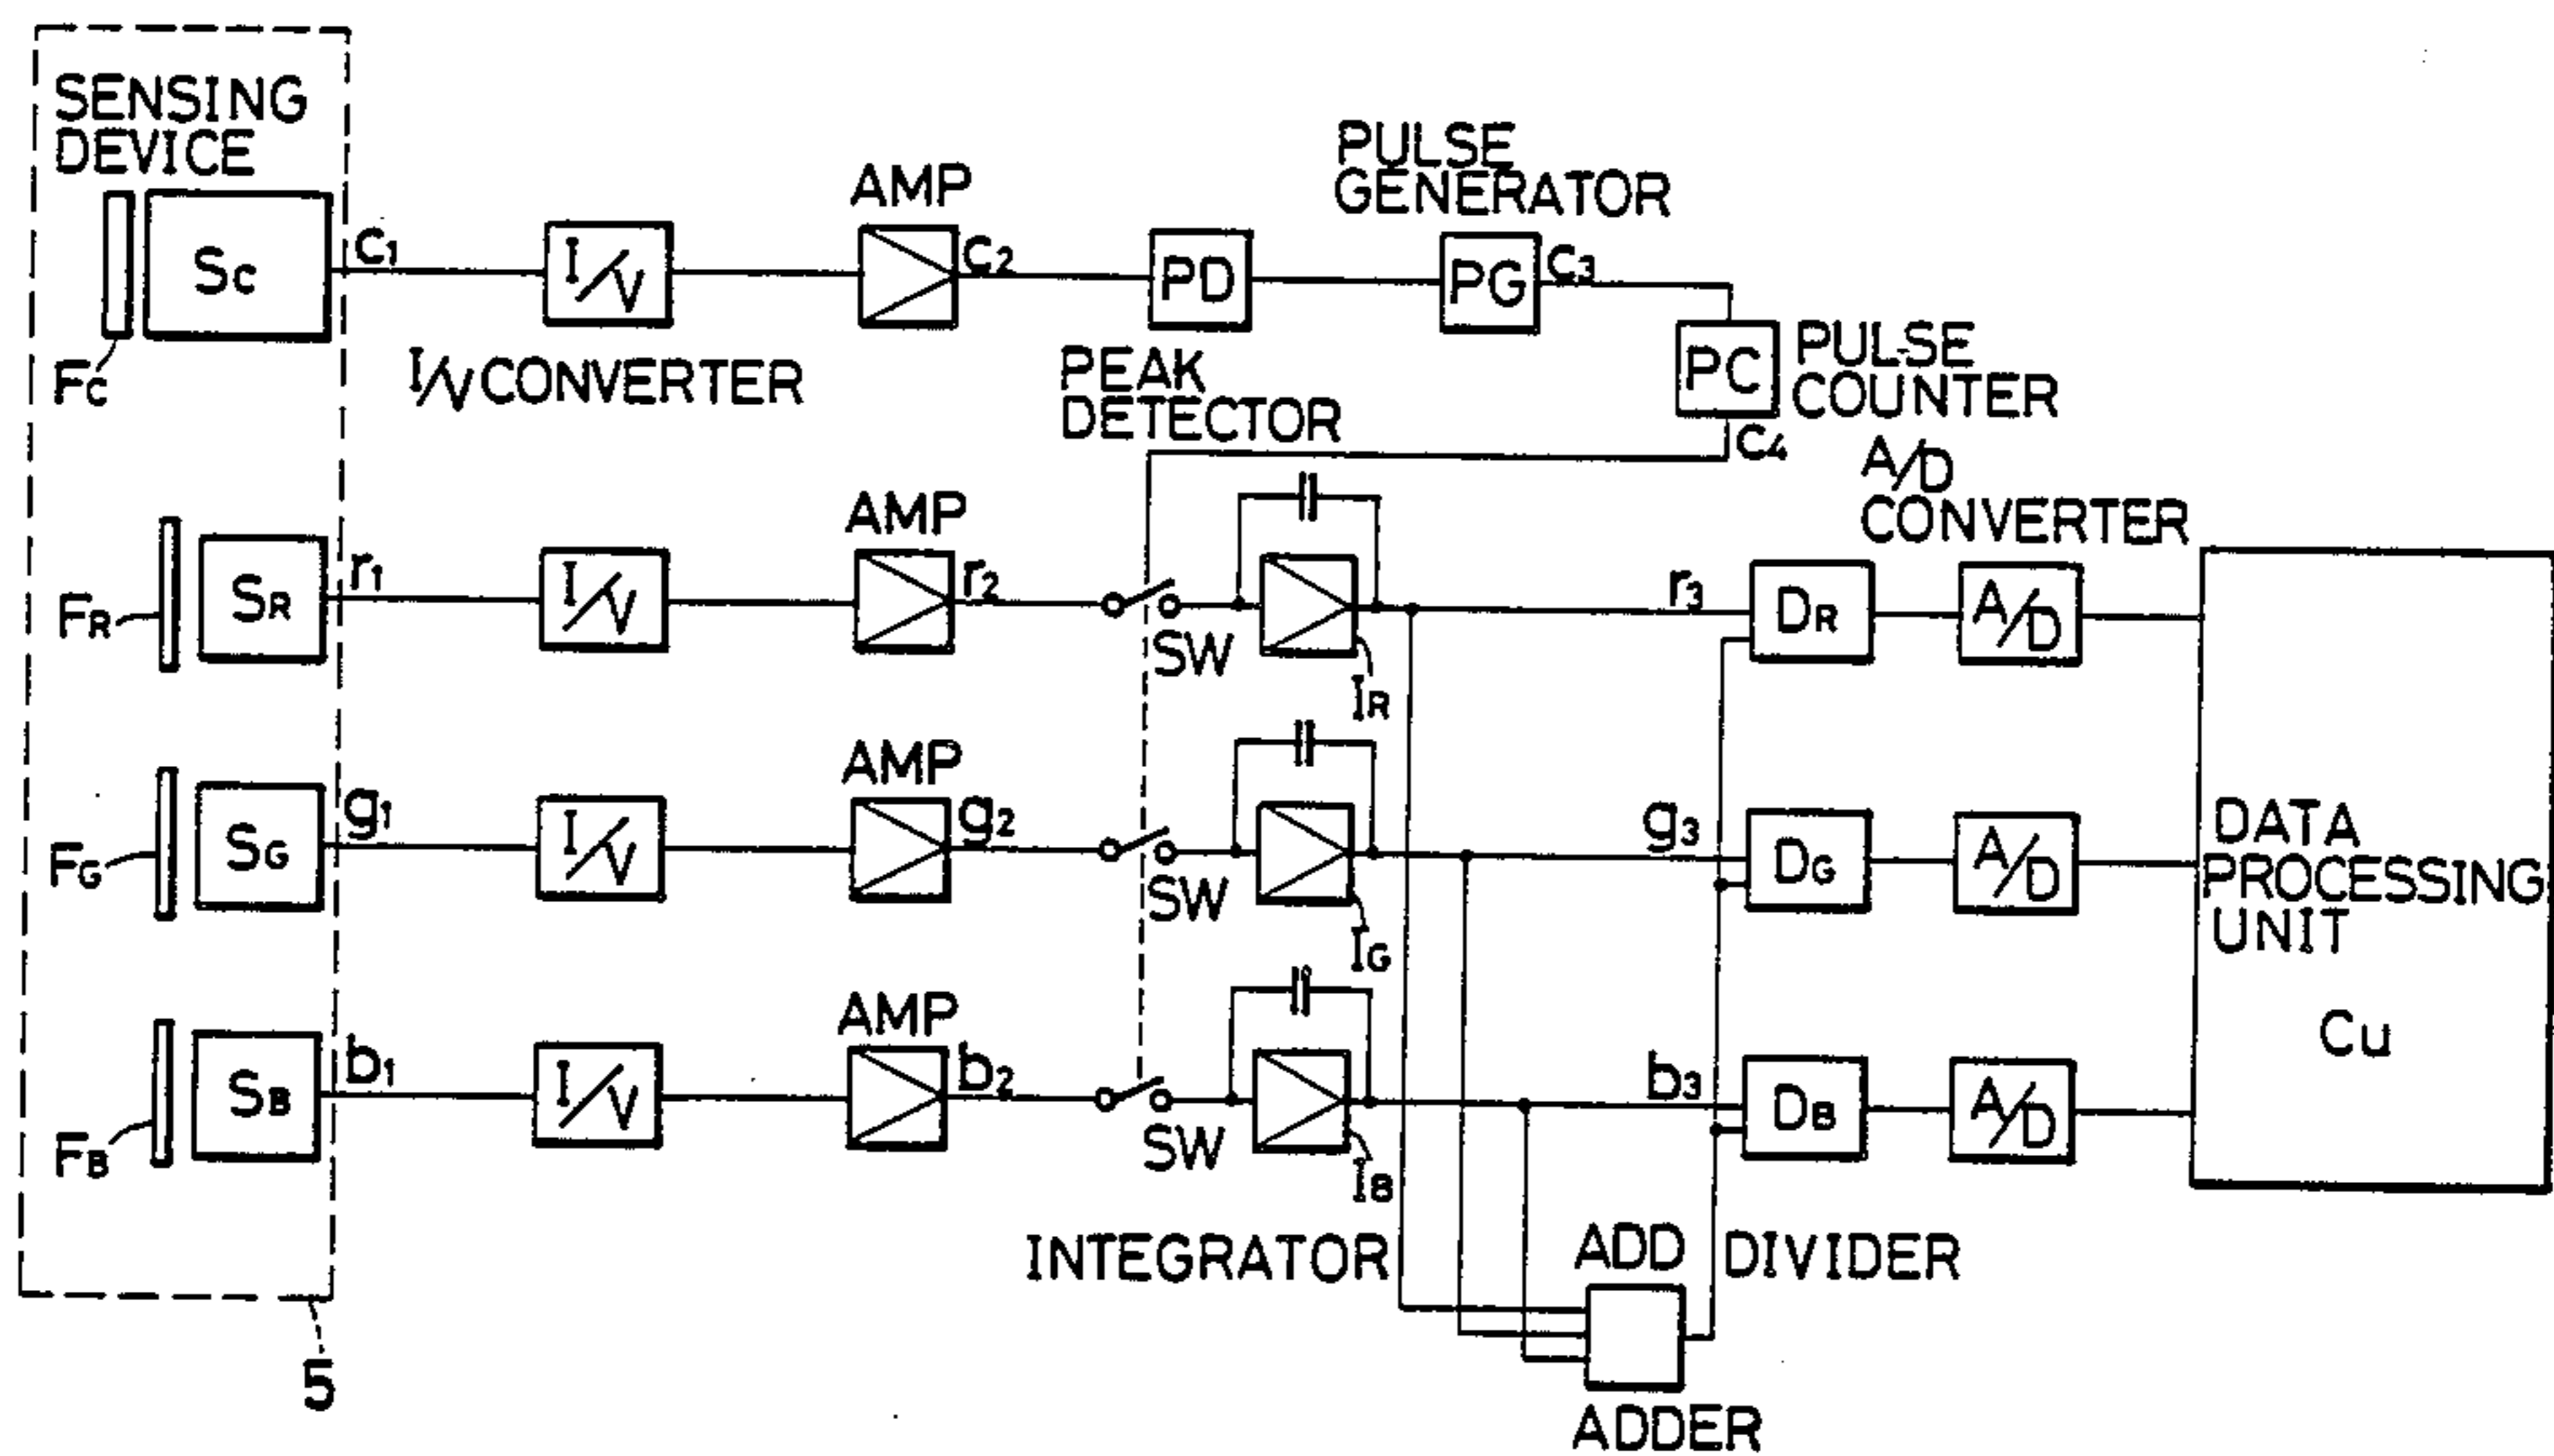 SENSING
DEVICE
Sc
Fc
c1
I/V
I/V CONVERTER
AMP
c2
PD
PEAK
DETECTOR
PULSE
GENERATOR
PG
c3
PC
PULSE
COUNTER
c4
A/D
CONVERTER
FR
SR
r1
I/V
AMP
r2
SW
IR
r3
DR
A/D
FG
SG
g1
I/V
AMP
g2
SW
IG
g3
DG
A/D
DATA
PROCESSING
UNIT
Cu
FB
SB
b1
I/V
AMP
b2
SW
IB
b3
DB
A/D
INTEGRATOR
ADD
DIVIDER
ADDER
5